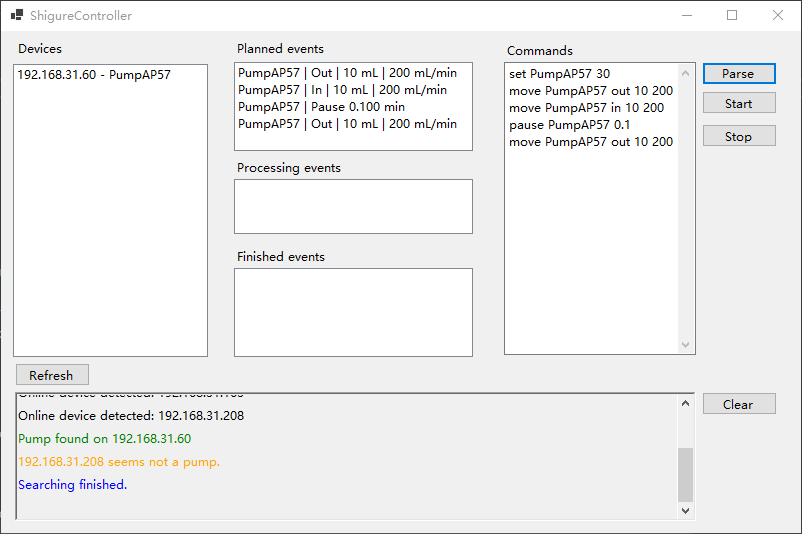 ShigureController
Devices
192.168.31.60 - PumpAP57
Refresh
Planned events
PumpAP57 | Out | 10 mL | 200 mL/min
PumpAP57 | In | 10 mL | 200 mL/min
PumpAP57 | Pause 0.100 min
PumpAP57 | Out | 10 mL | 200 mL/min
Processing events
Finished events
Commands
set PumpAP57 30
move PumpAP57 out 10 200
move PumpAP57 in 10 200
pause PumpAP57 0.1
move PumpAP57 out 10 200
Parse
Start
Stop
Online device detected:
Online device detected: 192.168.31.208
Pump found on 192.168.31.60
192.168.31.208 seems not a pump.
Searching finished.
Clear